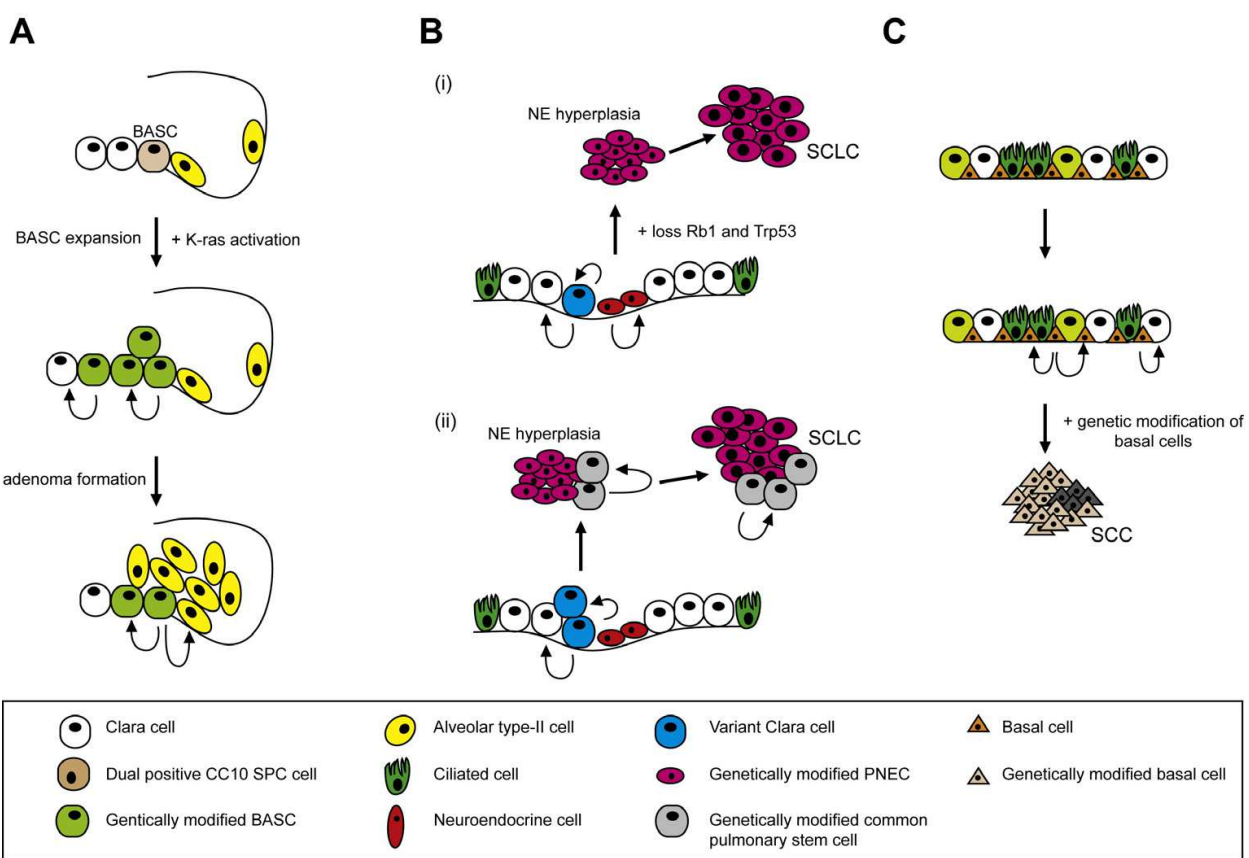 A
BASC
BASC expansion
+ K-ras activation
adenoma formation
B
(i)
NE hyperplasia
SCLC
+ loss Rb1 and Trp53
(ii)
NE hyperplasia
SCLC
C
+ genetic modification of
basal cells
SCC
Clara cell
Alveolar type-II cell
Variant Clara cell
Basal cell
Dual positive CC10 SPC cell
Ciliated cell
Genetically modified PNEC
Genetically modified basal cell
Gentically modified BASC
Neuroendocrine cell
Genetically modified common
pulmonary stem cell